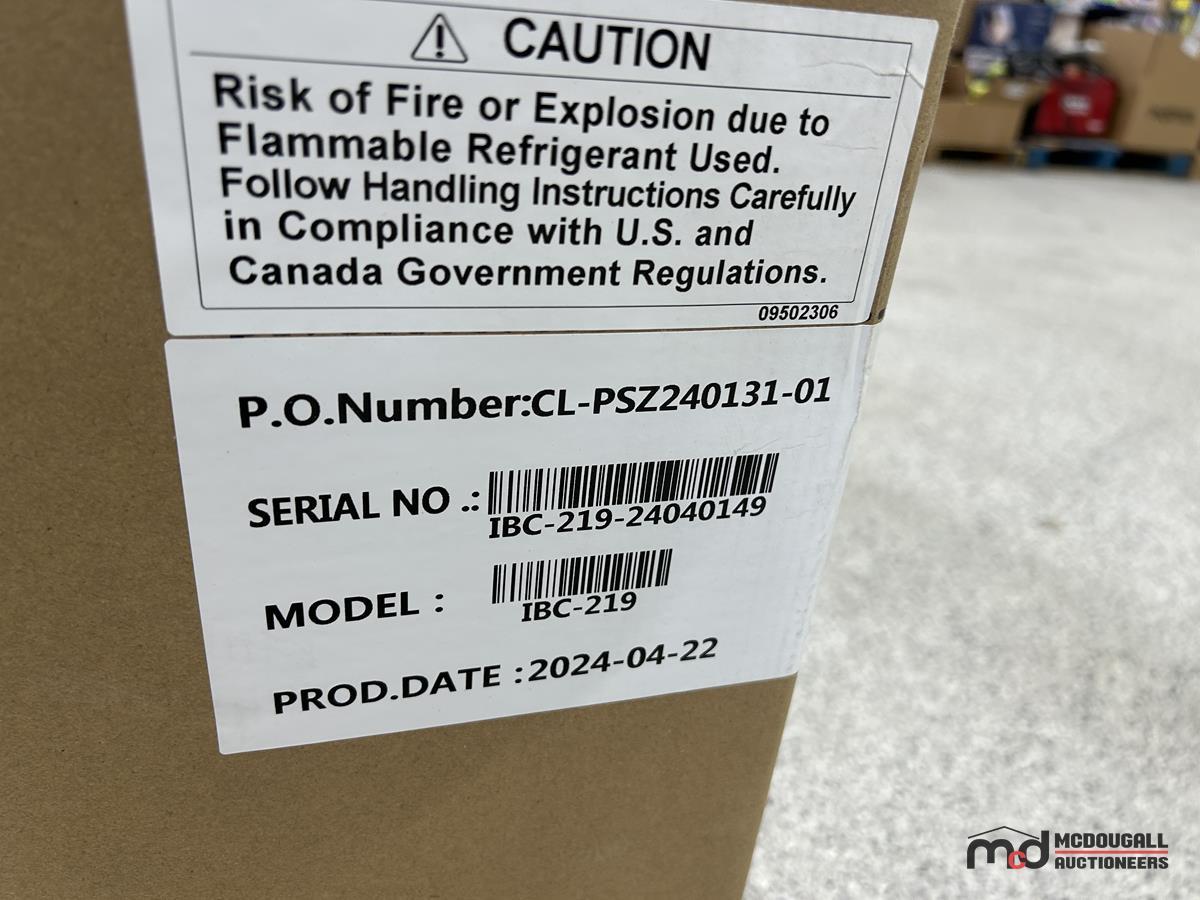 CAUTION
Risk of Fire or Explosion due to
Flammable Refrigerant Used.
Follow Handling Instructions Carefully
in Compliance with U.S. and
Canada Government Regulations.
09502306
P.O.Number:CL-PSZ240131-01
SERIAL NO .:
IBC-219-24040149
MODEL :
IBC-219
PROD.DATE :2024-04-22
mcd MCDOUGALL
AUCTIONEERS